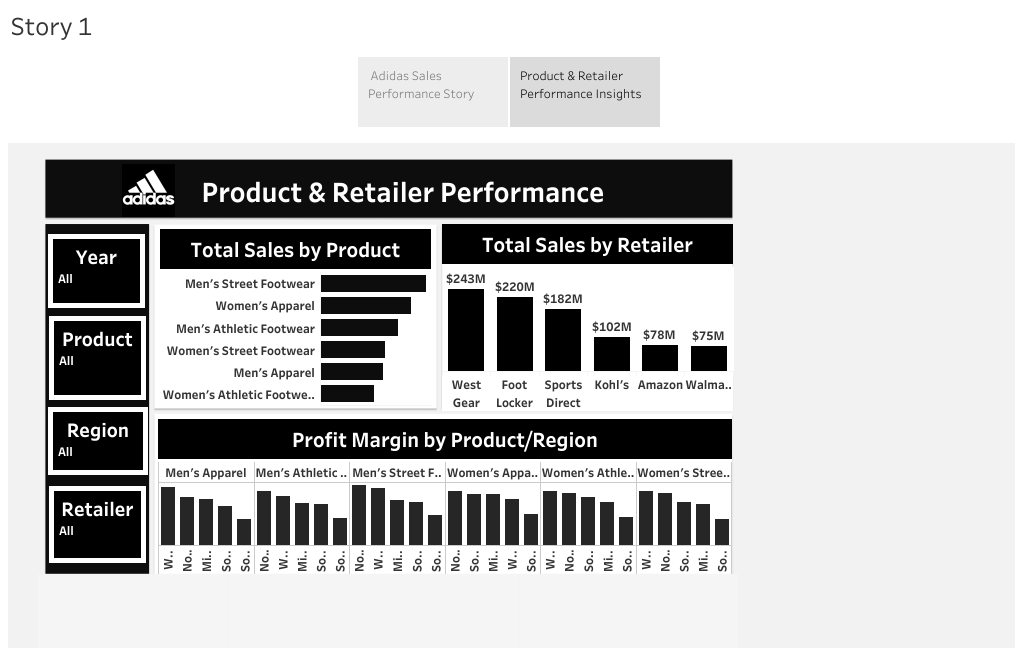 Story 1
Adidas Sales
Performance Story
Product & Retailer
Performance Insights
adidas
Product & Retailer Performance
Year
All
Product
All
Region
All
Retailer
All
Total Sales by Product
Men’s Street Footwear
Women’s Apparel
Men’s Athletic Footwear
Women’s Street Footwear
Men’s Apparel
Women’s Athletic Footwe..
Total Sales by Retailer
$243M
$220M
$182M
$102M
$78M
$75M
West Gear
Foot Locker
Sports Direct
Kohl’s
Amazon
Walma..
Profit Margin by Product/Region
Men’s Apparel
Men’s Athletic ..
Men’s Street F..
Women’s Appa..
Women’s Athle..
Women’s Stree..
W.. No.. Mi.. So.. So..
No.. W.. Mi.. So.. So..
No.. W.. Mi.. So.. So..
No.. So.. Mi.. W.. So..
W.. No.. So.. Mi.. So..
W.. No.. So.. Mi.. So..